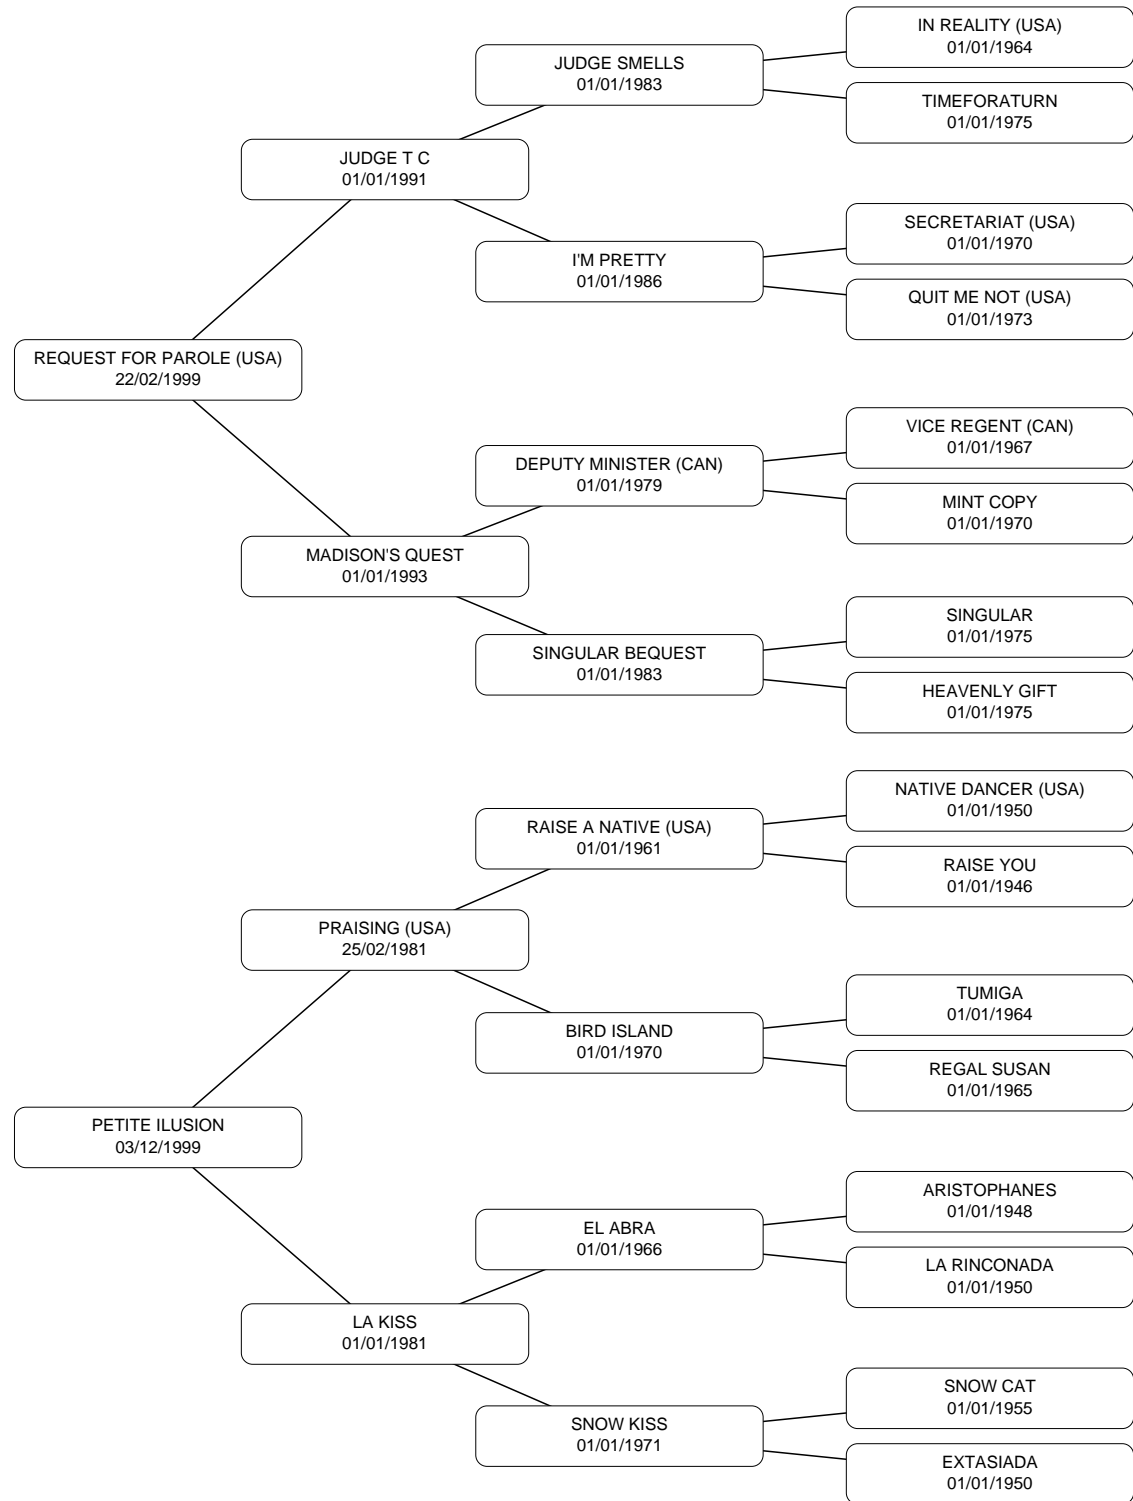 IN REALITY (USA)
01/01/1964
JUDGE SMELLS
01/01/1983
TIMEFORATURN
01/01/1975
JUDGE T C
01/01/1991
SECRETARIAT (USA)
01/01/1970
I'M PRETTY
01/01/1986
QUIT ME NOT (USA)
01/01/1973
REQUEST FOR PAROLE (USA)
22/02/1999
VICE REGENT (CAN)
01/01/1967
DEPUTY MINISTER (CAN)
01/01/1979
MINT COPY
01/01/1970
MADISON'S QUEST
01/01/1993
SINGULAR
01/01/1975
SINGULAR BEQUEST
01/01/1983
HEAVENLY GIFT
01/01/1975
NATIVE DANCER (USA)
01/01/1950
RAISE A NATIVE (USA)
01/01/1961
RAISE YOU
01/01/1946
PRAISING (USA)
25/02/1981
TUMIGA
01/01/1964
BIRD ISLAND
01/01/1970
REGAL SUSAN
01/01/1965
PETITE ILUSION
03/12/1999
ARISTOPHANES
01/01/1948
EL ABRA
01/01/1966
LA RINCONADA
01/01/1950
LA KISS
01/01/1981
SNOW CAT
01/01/1955
SNOW KISS
01/01/1971
EXTASIADA
01/01/1950